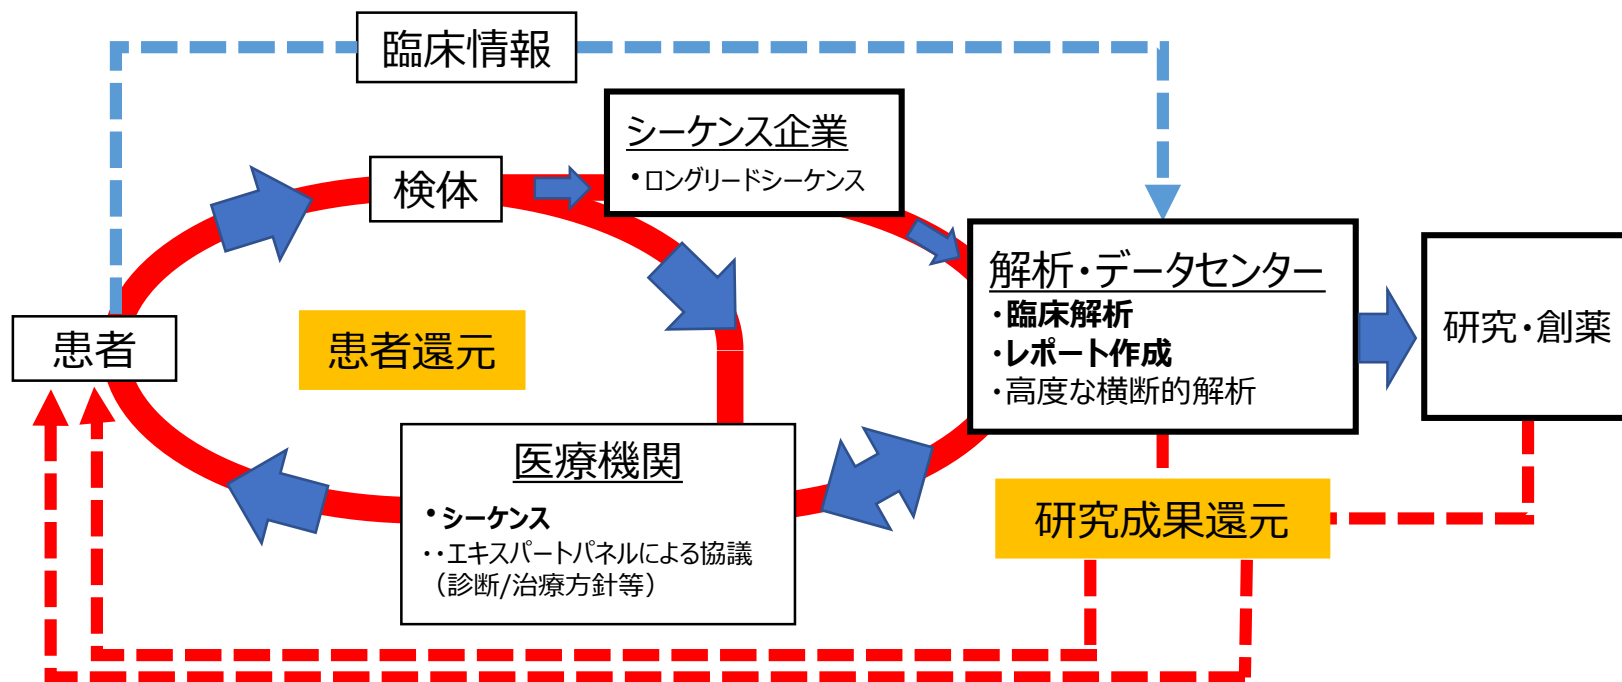 臨床情報
シーケンス企業
・ロングリードシーケンス
検体
解析・データセンター
・臨床解析
・レポート作成
・高度な横断的解析
研究・創薬
患者
患者還元
医療機関
・シーケンス
・・エキスパートパネルによる協議
（診断/治療方針等）
研究成果還元